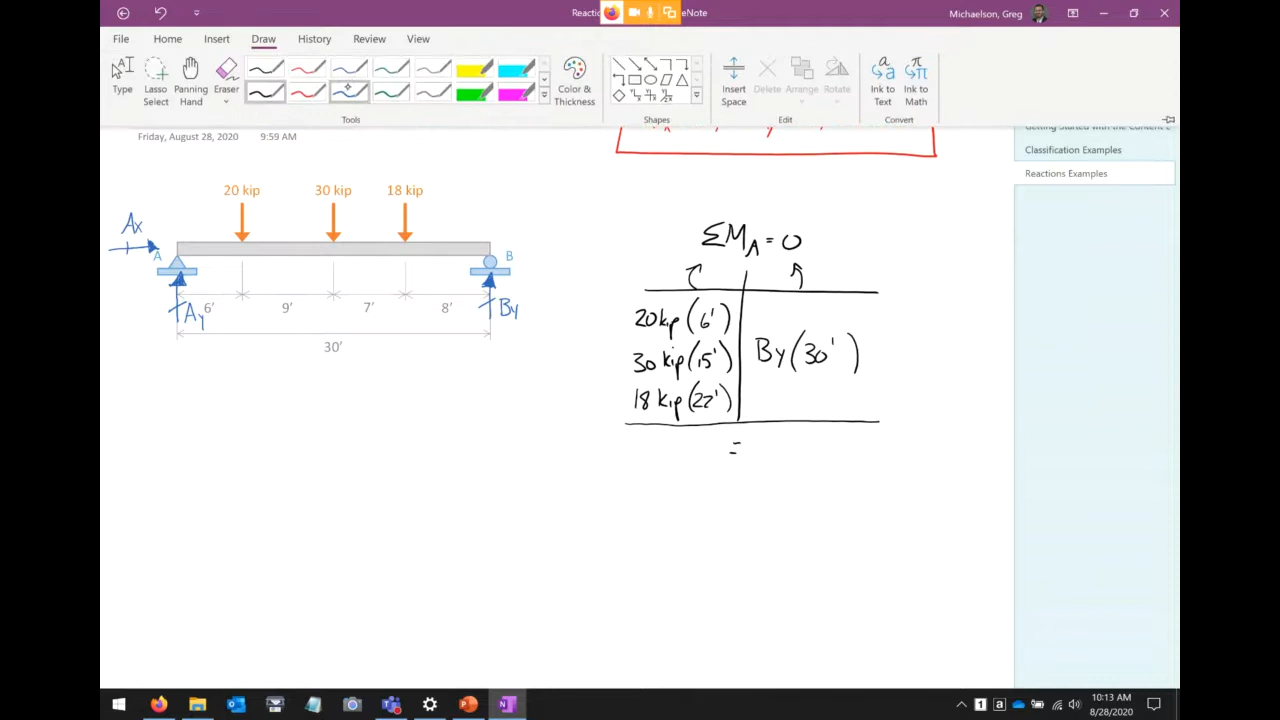 Michaelson, Greg
File Home Insert Draw History Review View
Type
Lasso Select
Panning Hand
Eraser
Color & Thickness
Insert Space
Delete
Arrange
Rotate
Ink to Text
Ink to Math
Tools
Shapes
Edit
Convert
Friday, August 28, 2020 9:59 AM
Classification Examples
Reactions Examples
20 kip 30 kip 18 kip
Ax
A B
6' 9' 7' 8'
Ay By
30'
ΣM_A = 0
20 kip (6')
30 kip (15')
18 kip (22')
By (30')
=
10:13 AM
8/28/2020